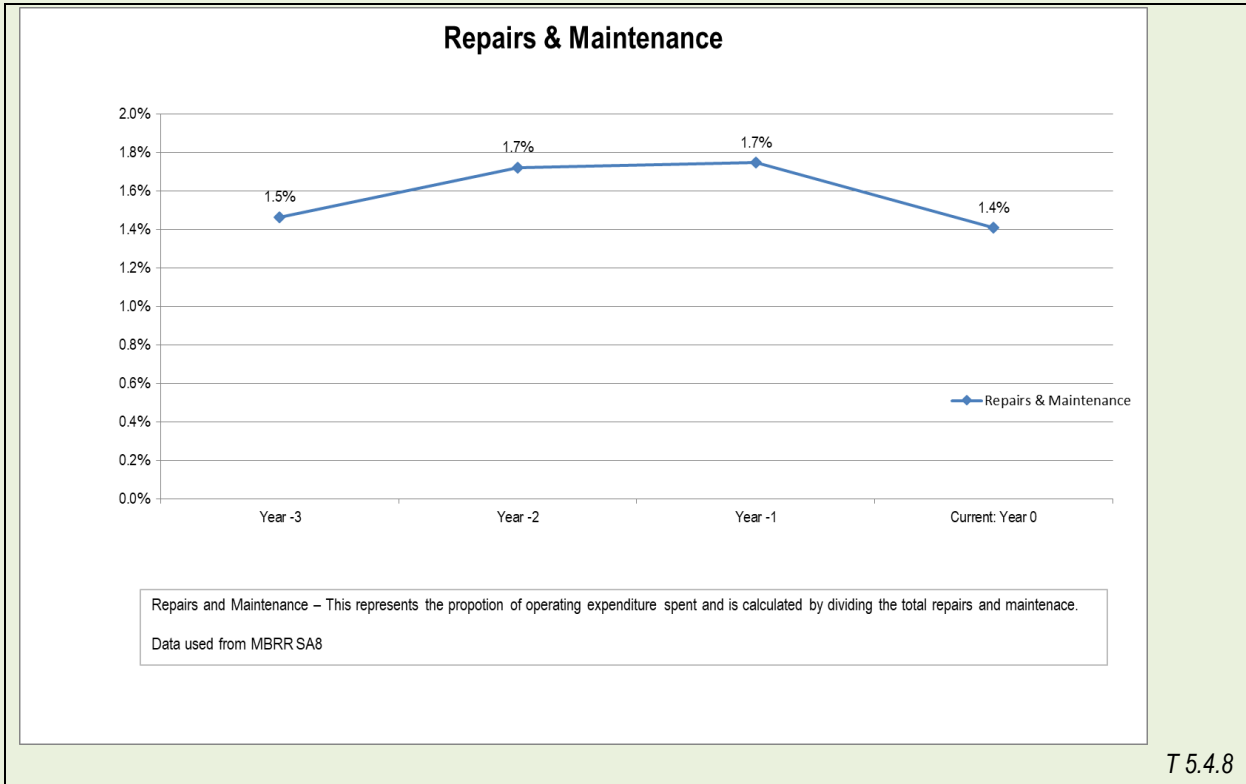 Repairs & Maintenance
2.0%
1.8%
1.6%
1.4%
1.2%
1.0%
0.8%
0.6%
0.4%
0.2%
0.0%
1.5%
1.7%
1.7%
1.4%
Repairs & Maintenance
Year -3
Year -2
Year -1
Current: Year 0
Repairs and Maintenance – This represents the propotion of operating expenditure spent and is calculated by dividing the total repairs and maintenace.
Data used from MBRR SA8
T 5.4.8